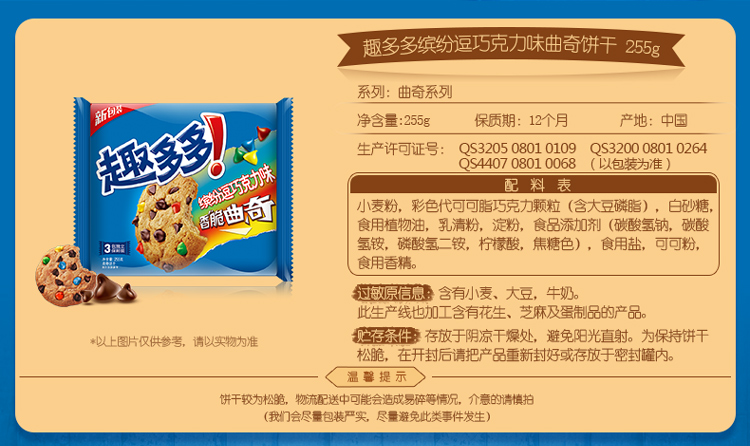 趣多多缤纷逗巧克力味曲奇饼干 255g
系列：曲奇系列
净含量:255g 保质期：12个月 产地：中国
生产许可证号： QS3205 0801 0109 QS3200 0801 0264
QS4407 0801 0068 （以包装为准）
配料表
小麦粉，彩色代可可脂巧克力颗粒（含大豆磷脂），白砂糖，
食用植物油，乳清粉，淀粉，食品添加剂（碳酸氢钠，碳酸
氢铵，磷酸氢二铵，柠檬酸，焦糖色），食用盐，可可粉，
食用香精。
过敏原信息：含有小麦、大豆，牛奶。
此生产线也加工含有花生、芝麻及蛋制品的产品。
贮存条件：存放于阴凉干燥处，避免阳光直射。为保持饼干
松脆，在开封后请把产品重新封好或存放于密封罐内。
新包装
趣多多!
缤纷逗巧克力味
香脆曲奇
3
*以上图片仅供参考，请以实物为准
温馨提示
饼干较为松脆，物流配送中可能会造成易碎等情况，介意的请慎拍
（我们会尽量包装严实，尽量避免此类事件发生）